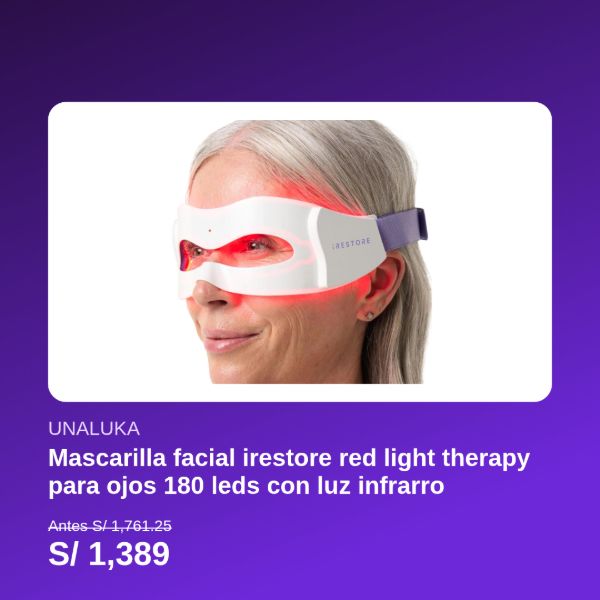 iRESTORE
UNALUKA
Mascarilla facial irestore red light therapy
para ojos 180 leds con luz infrarro
Antes S/ 1,761.25
S/ 1,389